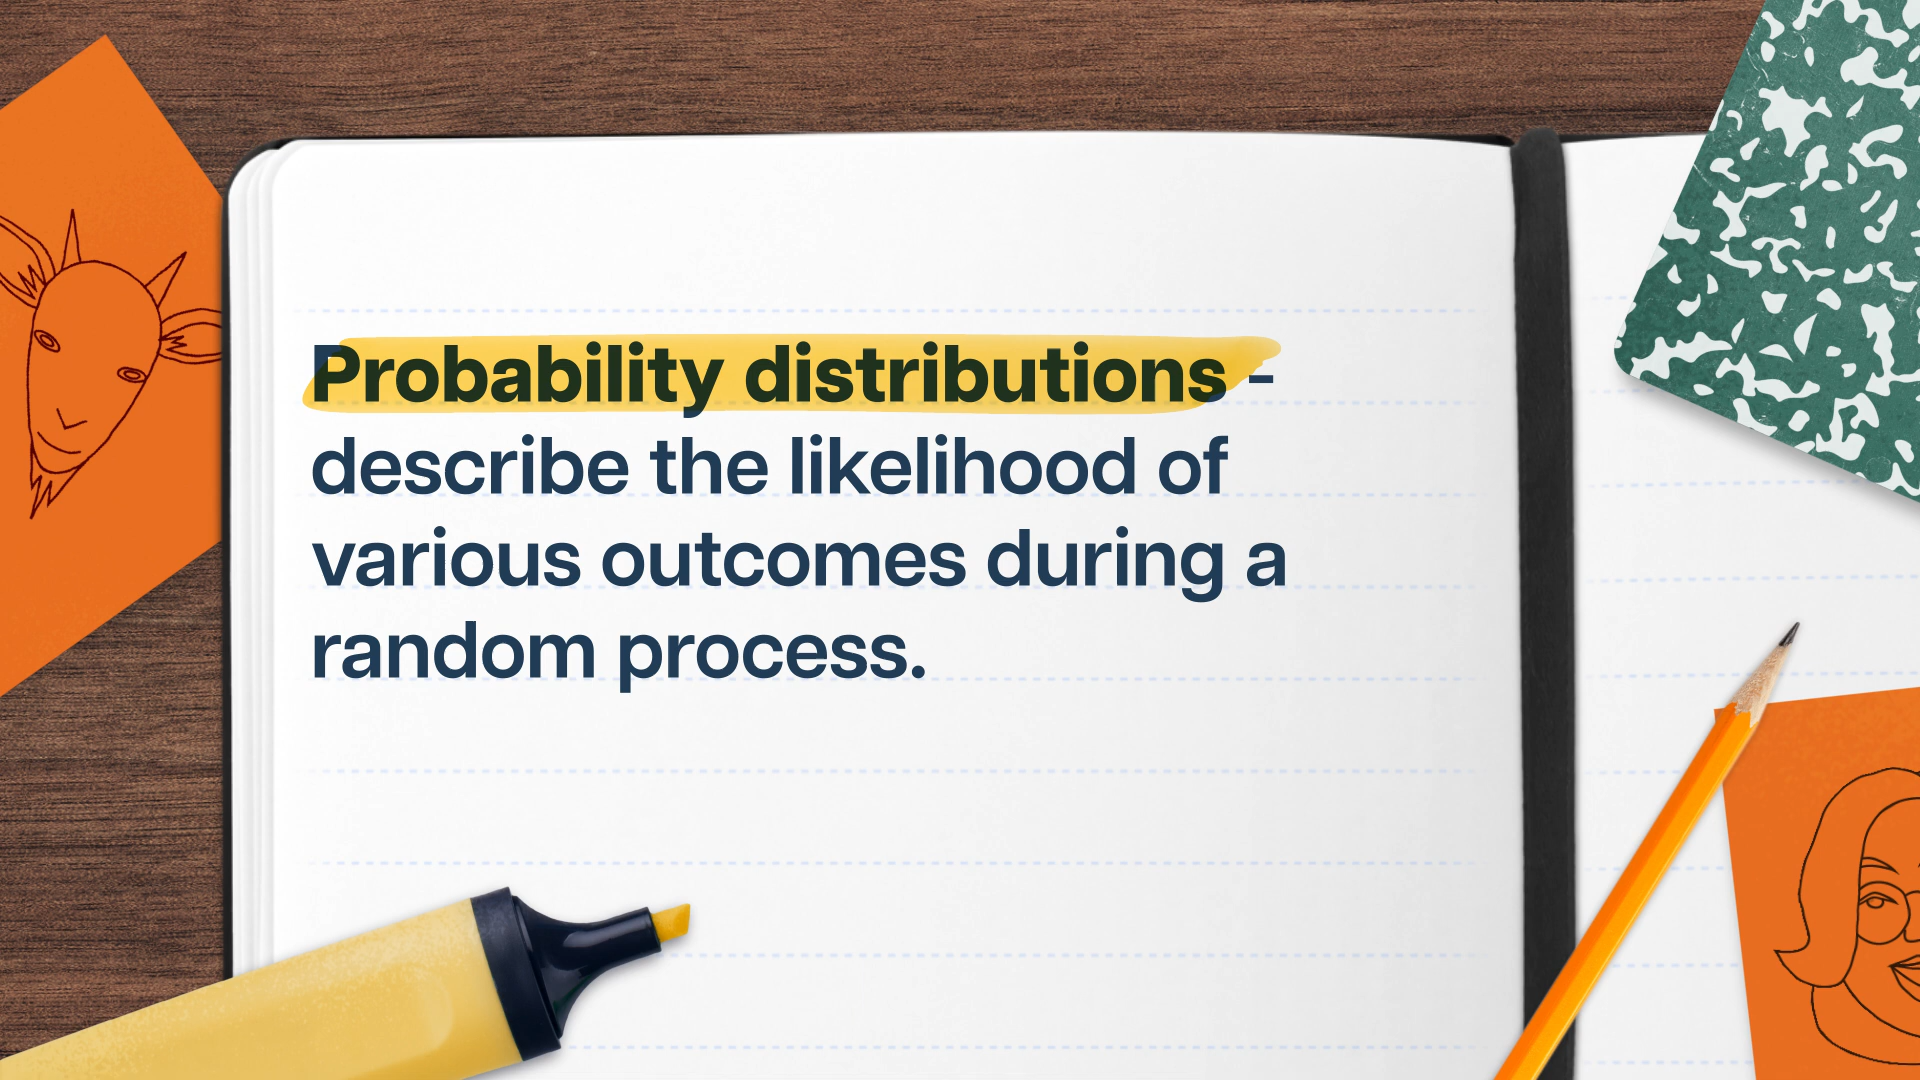 Probability distributions -
describe the likelihood of
various outcomes during a
random process.